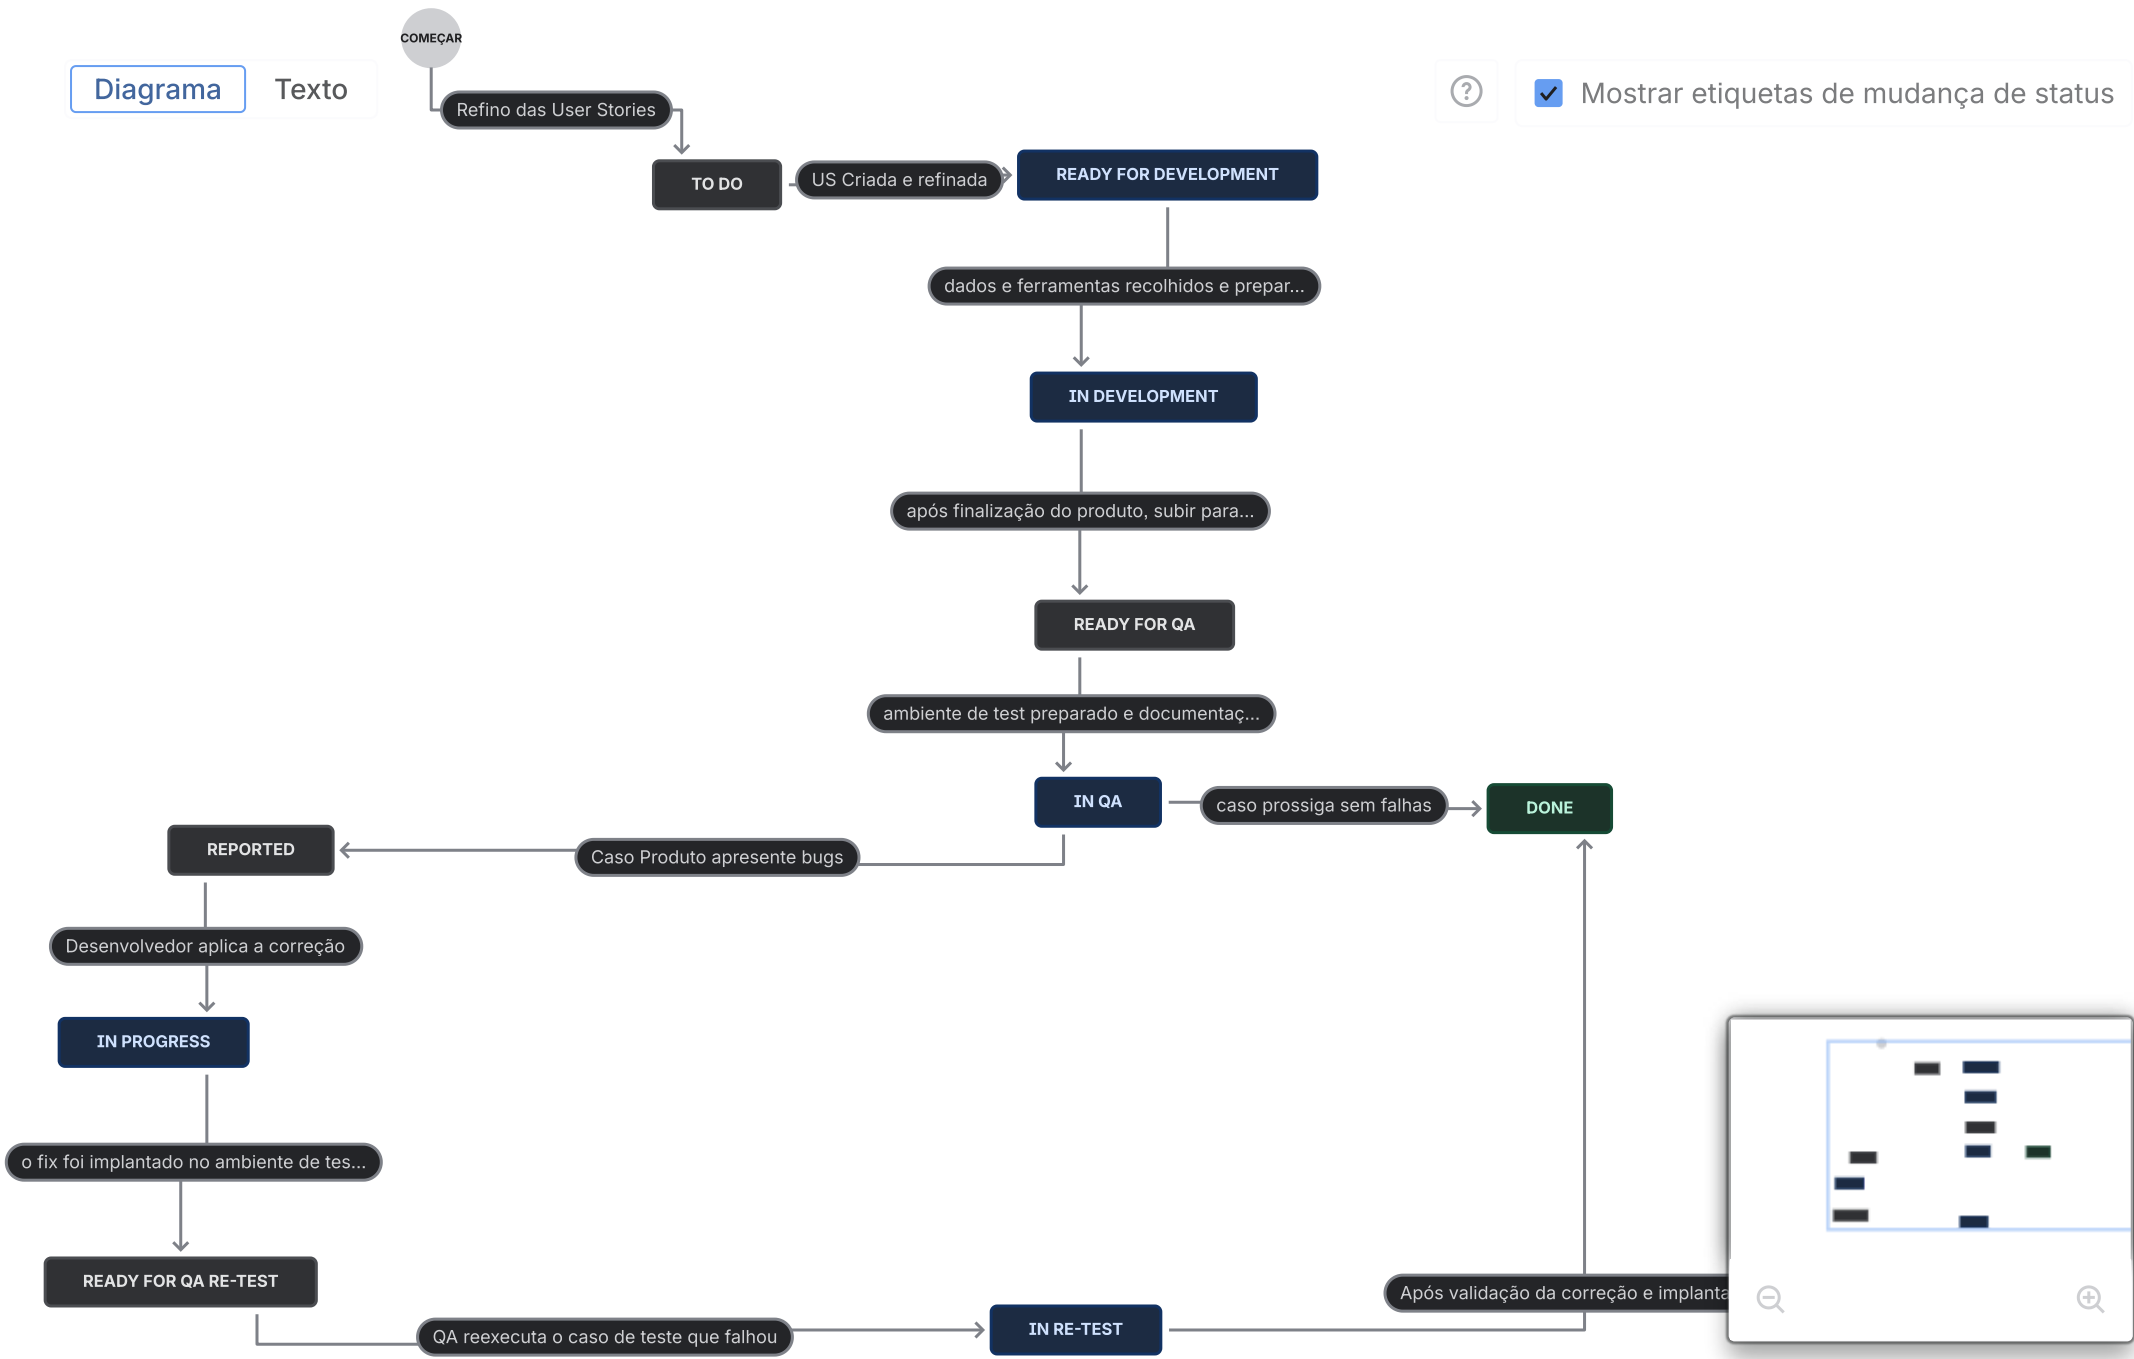 COMEÇAR
Diagrama
Texto
?
Mostrar etiquetas de mudança de status
Refino das User Stories
TO DO
US Criada e refinada
READY FOR DEVELOPMENT
dados e ferramentas recolhidos e prepar...
IN DEVELOPMENT
após finalização do produto, subir para...
READY FOR QA
ambiente de test preparado e documentaç...
IN QA
caso prossiga sem falhas
DONE
REPORTED
Caso Produto apresente bugs
Desenvolvedor aplica a correção
IN PROGRESS
o fix foi implantado no ambiente de tes...
READY FOR QA RE-TEST
Após validação da correção e implanta
QA reexecuta o caso de teste que falhou
IN RE-TEST